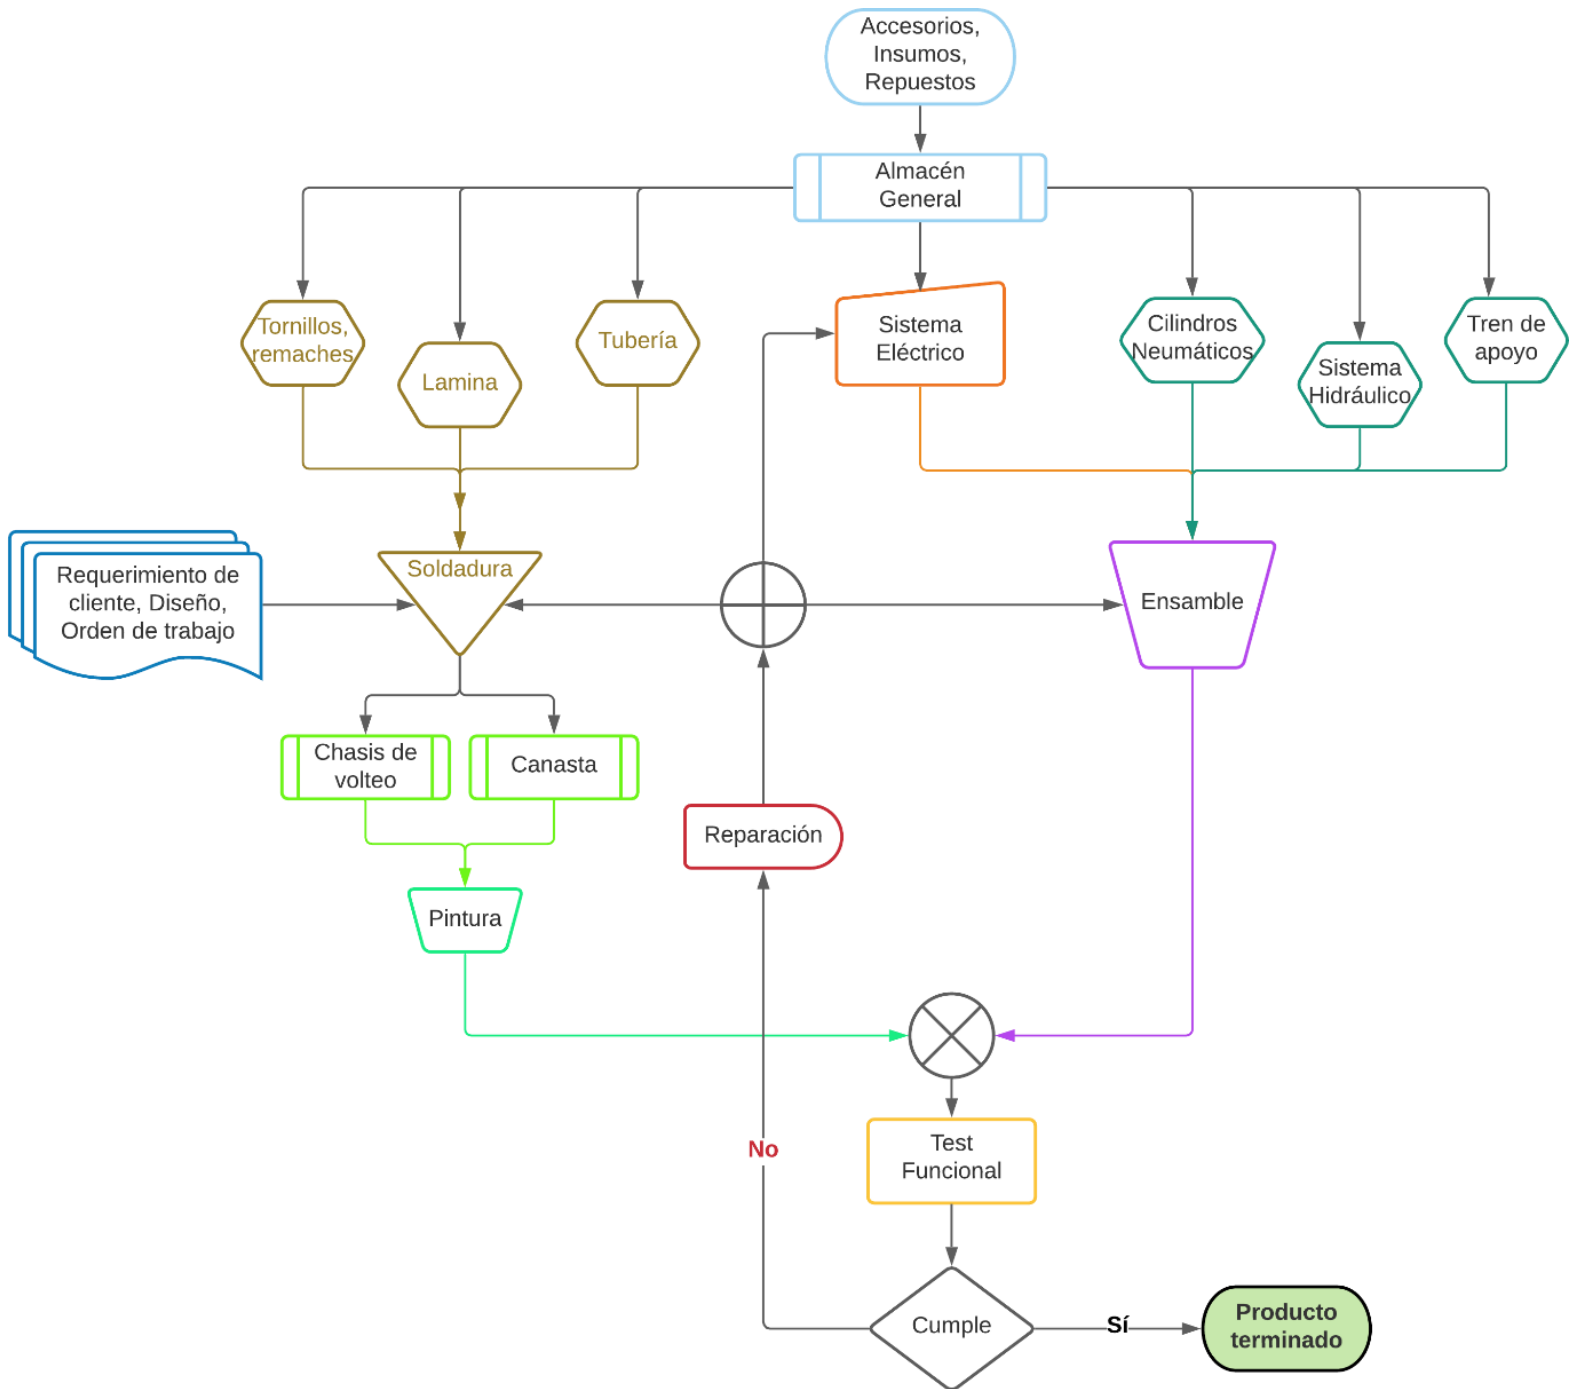 Accesorios,
Insumos,
Repuestos
Almacén
General
Tornillos,
remaches
Lamina
Tubería
Sistema
Eléctrico
Cilindros
Neumáticos
Sistema
Hidráulico
Tren de
apoyo
Requerimiento de
cliente, Diseño,
Orden de trabajo
Soldadura
Ensamble
Chasis de
volteo
Canasta
Reparación
Pintura
No
Test
Funcional
Cumple
Sí
Producto
terminado